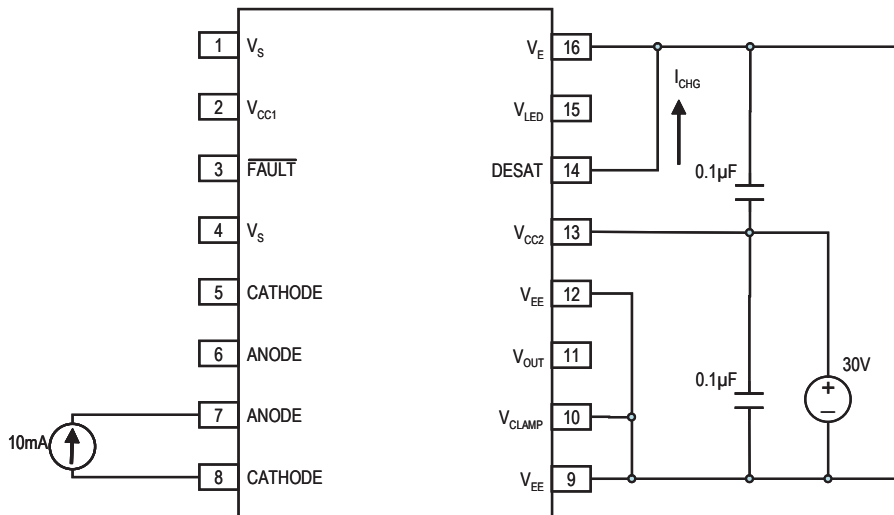 1 V_S
V_E 16
I_CHG
2 V_CC1
V_LED 15
3 FAULT
DESAT 14
0.1µF
4 V_S
V_CC2 13
5 CATHODE
V_EE 12
6 ANODE
V_OUT 11
30V
0.1µF
7 ANODE
V_CLAMP 10
+
–
10mA
8 CATHODE
V_EE 9